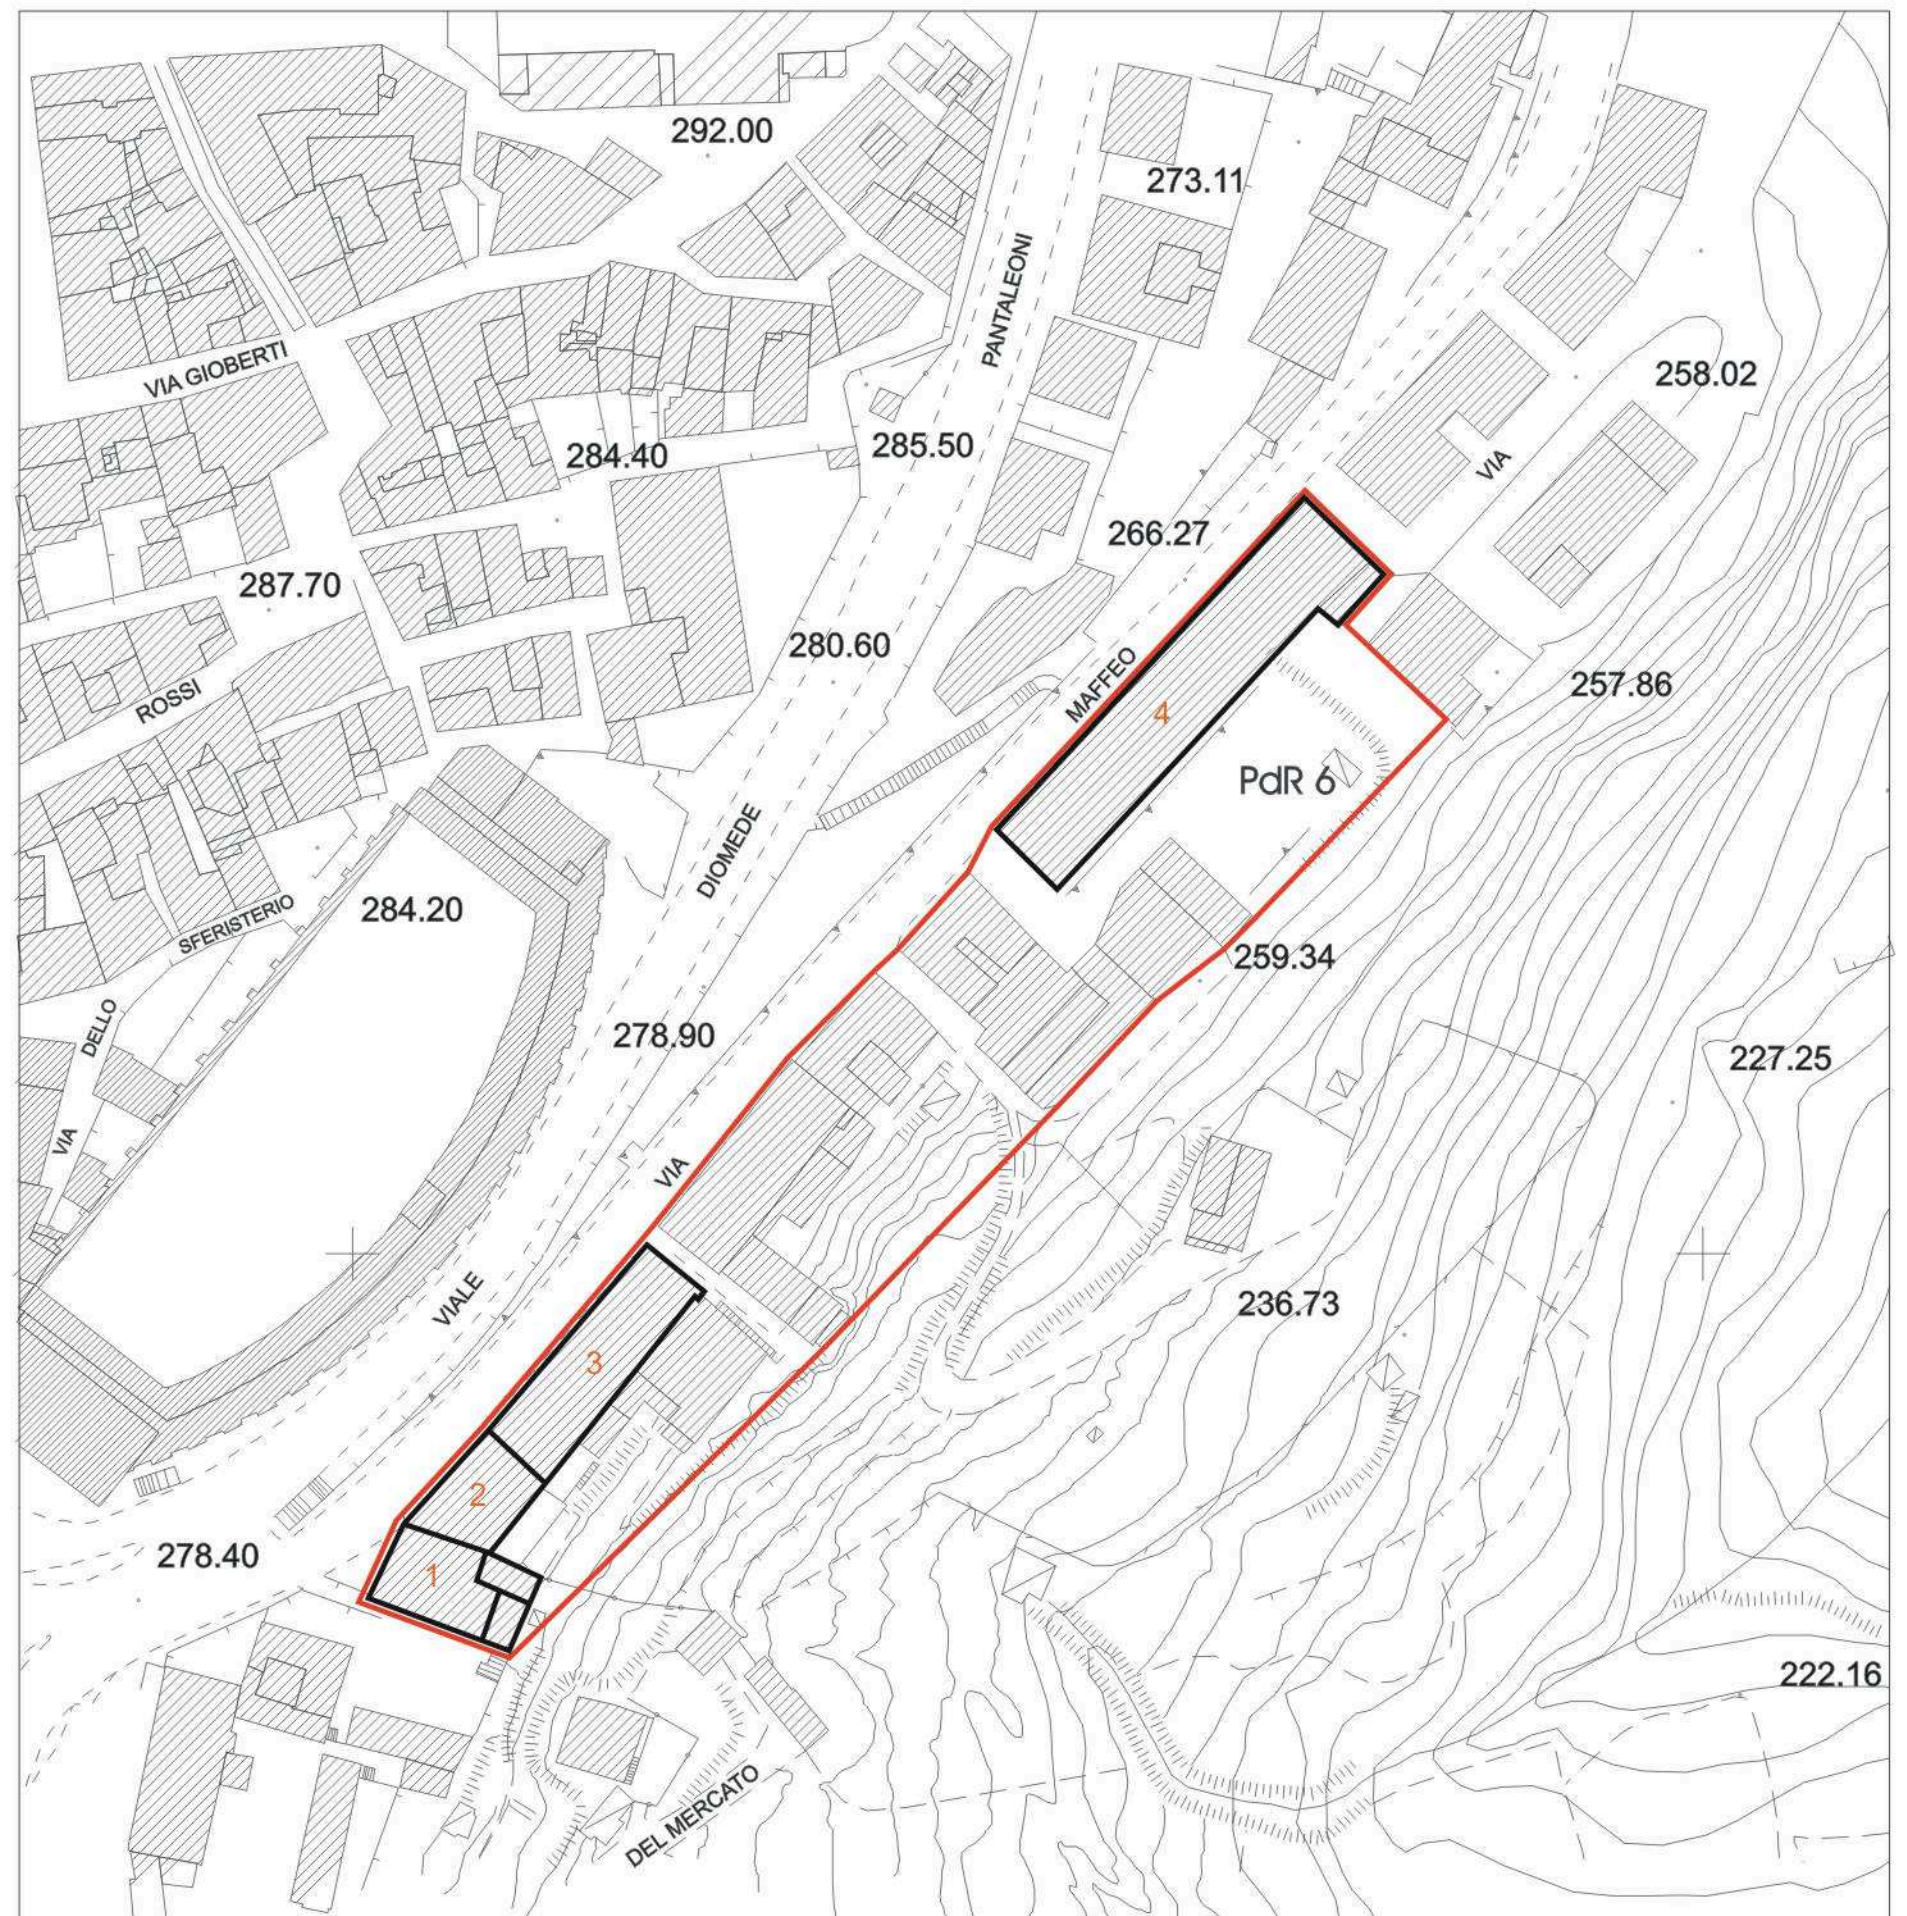 292.00
273.11
PANTALEONI
VIA GIOBERTI
258.02
284.40
285.50
VIA
266.27
287.70
280.60
MAFFEO
257.86
ROSSI
4
PdR 6
DIOMEDE
284.20
SFERISTERIO
259.34
DELLO
278.90
227.25
VIA
VIA
VIALE
236.73
3
2
278.40
1
222.16
DEL MERCATO